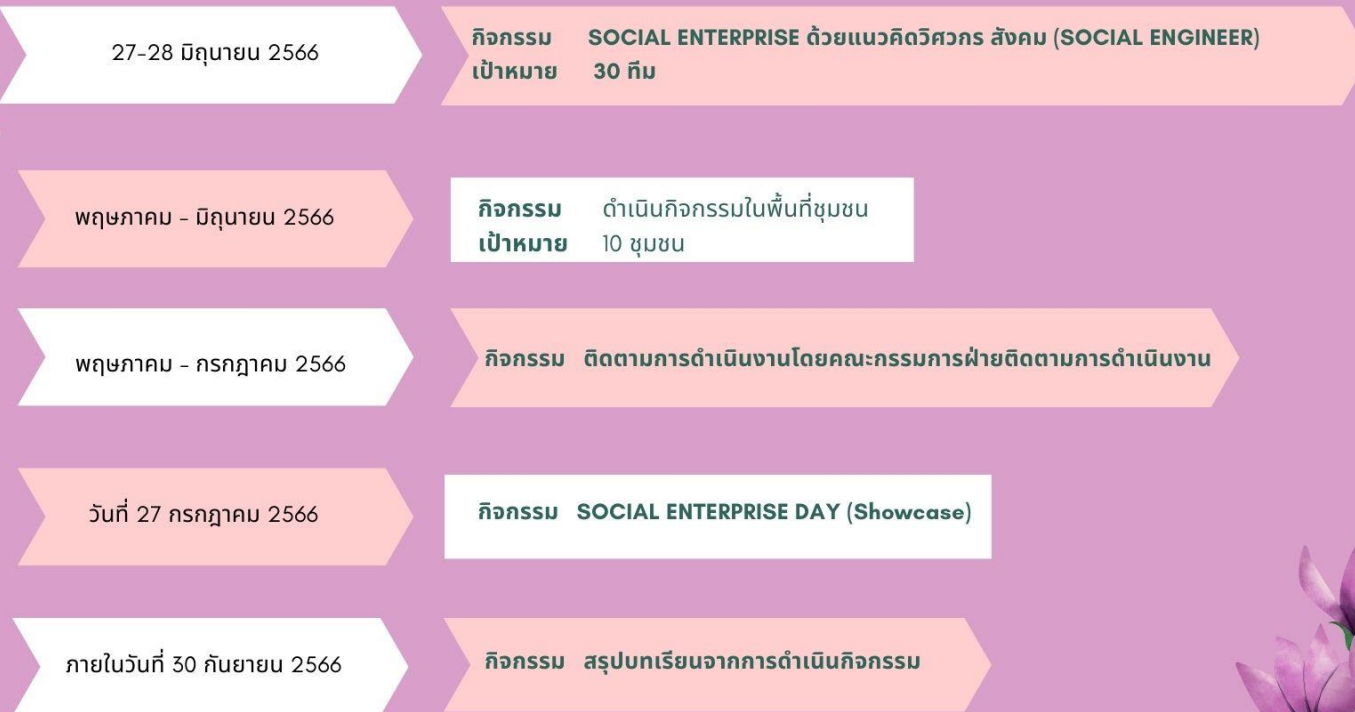 27-28 มิถุนายน 2566
กิจกรรม SOCIAL ENTERPRISE ด้วยแนวคิดวิศวกร สังคม (SOCIAL ENGINEER)
เป้าหมาย 30 ทีม
พฤษภาคม - มิถุนายน 2566
กิจกรรม ดำเนินกิจกรรมในพื้นที่ชุมชน
เป้าหมาย 10 ชุมชน
พฤษภาคม - กรกฎาคม 2566
กิจกรรม ติดตามการดำเนินงานโดยคณะกรรมการฝ่ายติดตามการดำเนินงาน
วันที่ 27 กรกฎาคม 2566
กิจกรรม SOCIAL ENTERPRISE DAY (Showcase)
ภายในวันที่ 30 กันยายน 2566
กิจกรรม สรุปบทเรียนจากการดำเนินกิจกรรม